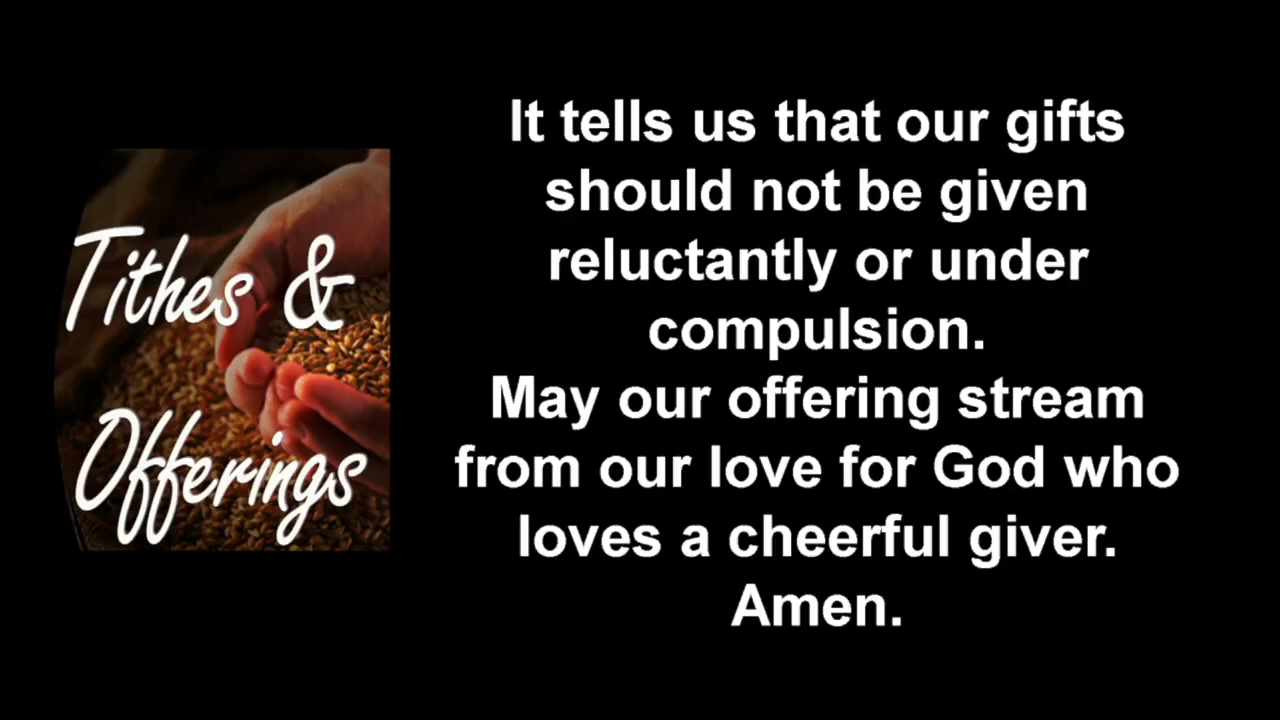 Tithes &
Offerings
It tells us that our gifts
should not be given
reluctantly or under
compulsion.
May our offering stream
from our love for God who
loves a cheerful giver.
Amen.